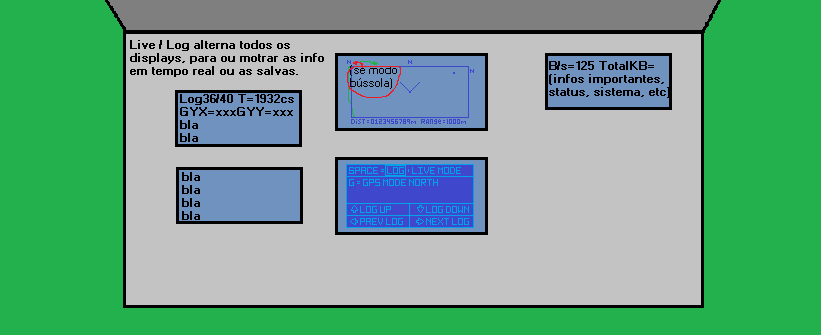 Live / Log alterna todos os
displays, para ou motrar as info
em tempo real ou as salvas.
Log36/40 T=1932cs
GYX=xxxGYY=xxx
bla
bla
bla
bla
bla
bla
N
N
N
(se modo
bússola)
DIST=0123456789m RANGE=1000m
SPACE = LOG / LIVE MODE
G = GPS MODE NORTH
LOG UP
LOG DOWN
PREV LOG
NEXT LOG
B/s=125 TotalKB=
(infos importantes,
status, sistema, etc)